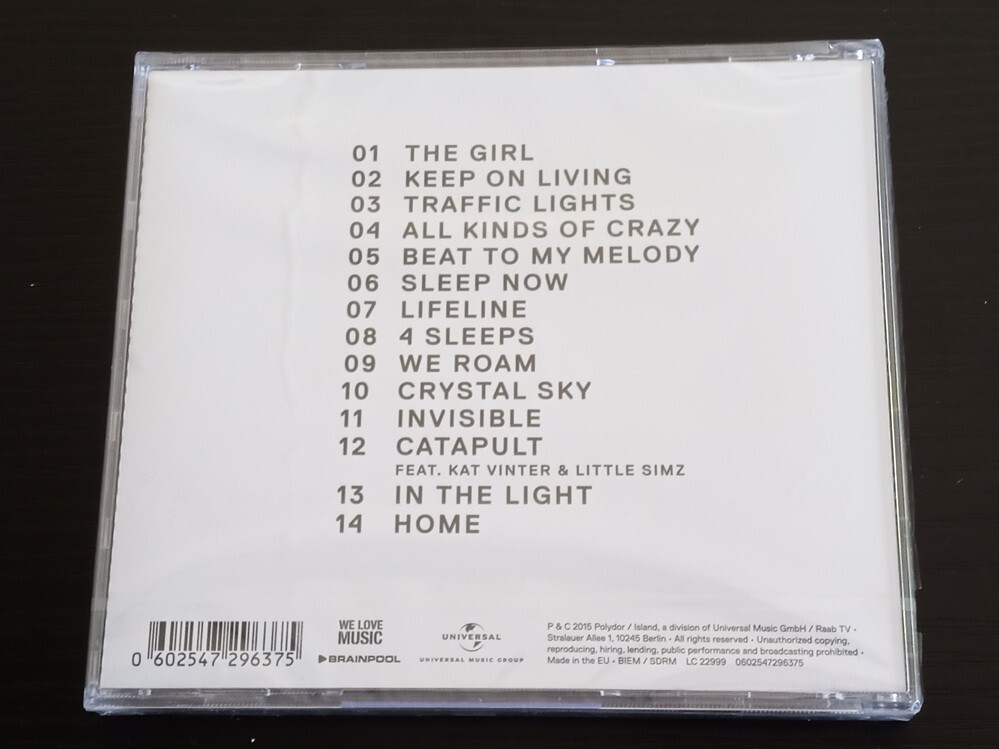 01 THE GIRL
02 KEEP ON LIVING
03 TRAFFIC LIGHTS
04 ALL KINDS OF CRAZY
05 BEAT TO MY MELODY
06 SLEEP NOW
07 LIFELINE
08 4 SLEEPS
09 WE ROAM
10 CRYSTAL SKY
11 INVISIBLE
12 CATAPULT
FEAT. KAT VINTER & LITTLE SIMZ
13 IN THE LIGHT
14 HOME
0 602547 296375
WE LOVE
MUSIC
BRAINPOOL
UNIVERSAL
UNIVERSAL MUSIC GROUP
P & C 2015 Polydor / Island, a division of Universal Music GmbH / Raab TV •
Stralauer Allee 1, 10245 Berlin • All rights reserved • Unauthorized copying,
reproducing, hiring, lending, public performance and broadcasting prohibited •
Made in the EU • BIEM / SDRM LC 22999 0602547296375